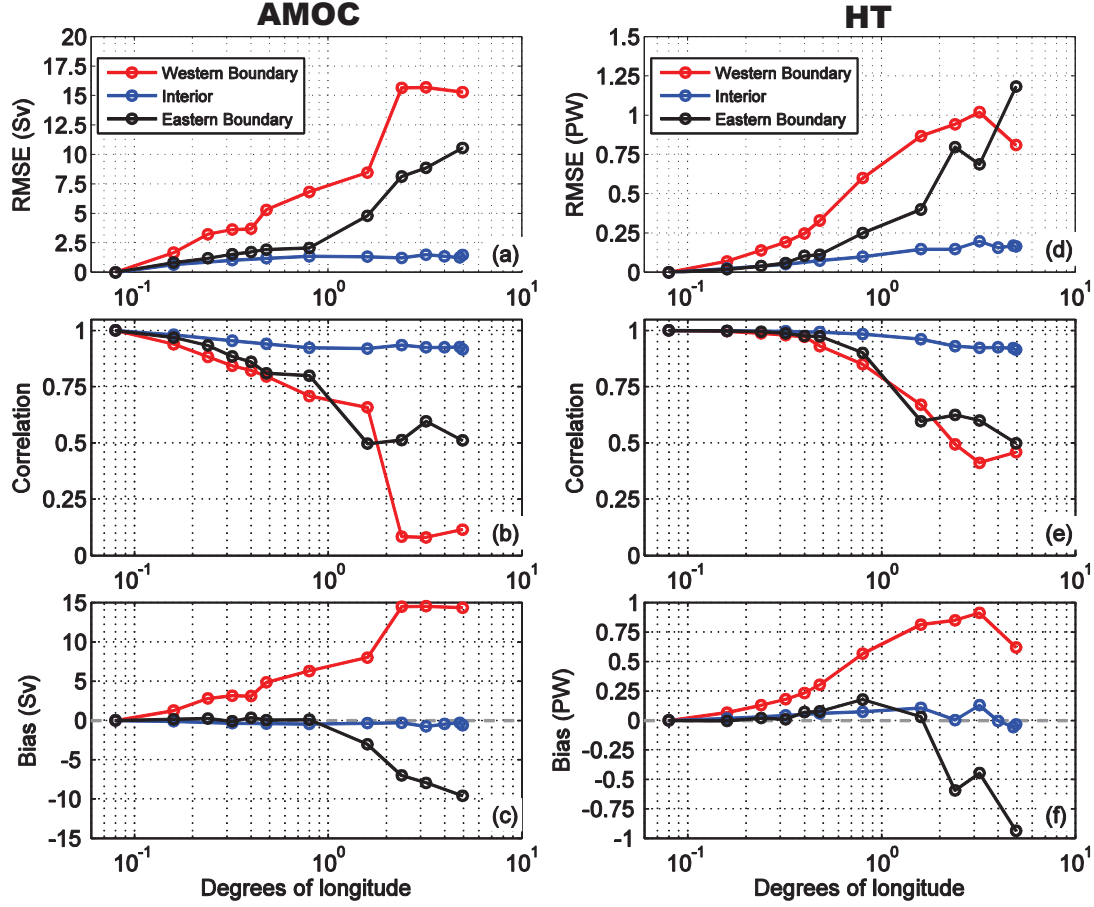 AMOC
HT
20
17.5
15
12.5
10
7.5
5
2.5
0
RMSE (Sv)
Western Boundary
Interior
Eastern Boundary
(a)
10-1
100
101
1.5
1.25
1
0.75
0.5
0.25
0
RMSE (PW)
Western Boundary
Interior
Eastern Boundary
(d)
10-1
100
101
1
0.75
0.5
0.25
0
Correlation
(b)
10-1
100
101
1
0.75
0.5
0.25
0
Correlation
(e)
10-1
100
101
15
10
5
0
-5
-10
-15
Bias (Sv)
(c)
10-1
100
101
Degrees of longitude
1
0.75
0.5
0.25
0
-0.25
-0.5
-0.75
-1
Bias (PW)
(f)
10-1
100
101
Degrees of longitude